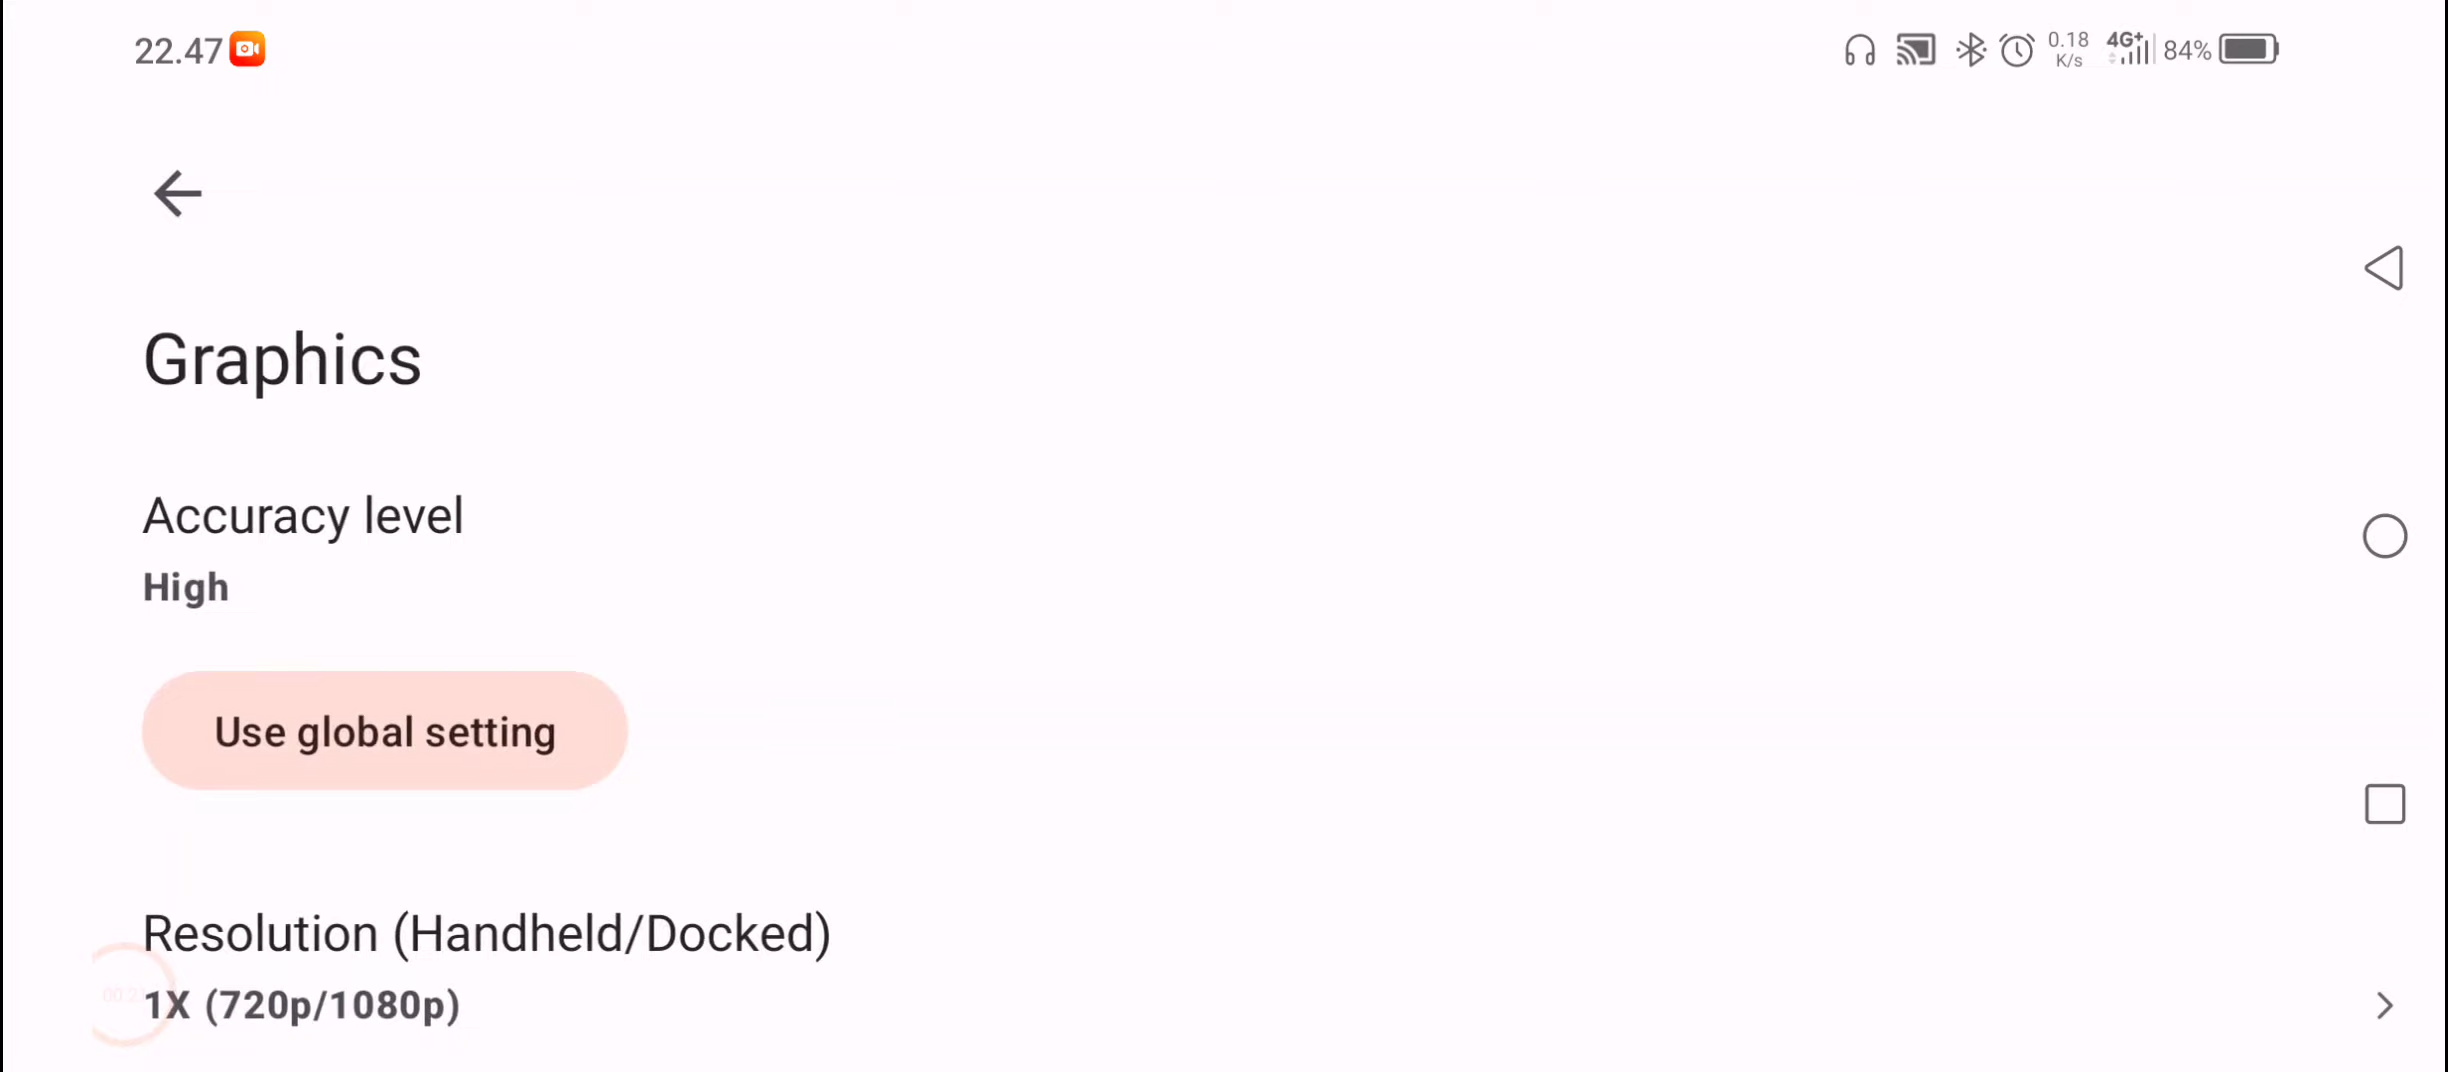 22.47
0.18
K/s
4G+
84%
Graphics
Accuracy level
High
Use global setting
Resolution (Handheld/Docked)
1X (720p/1080p)